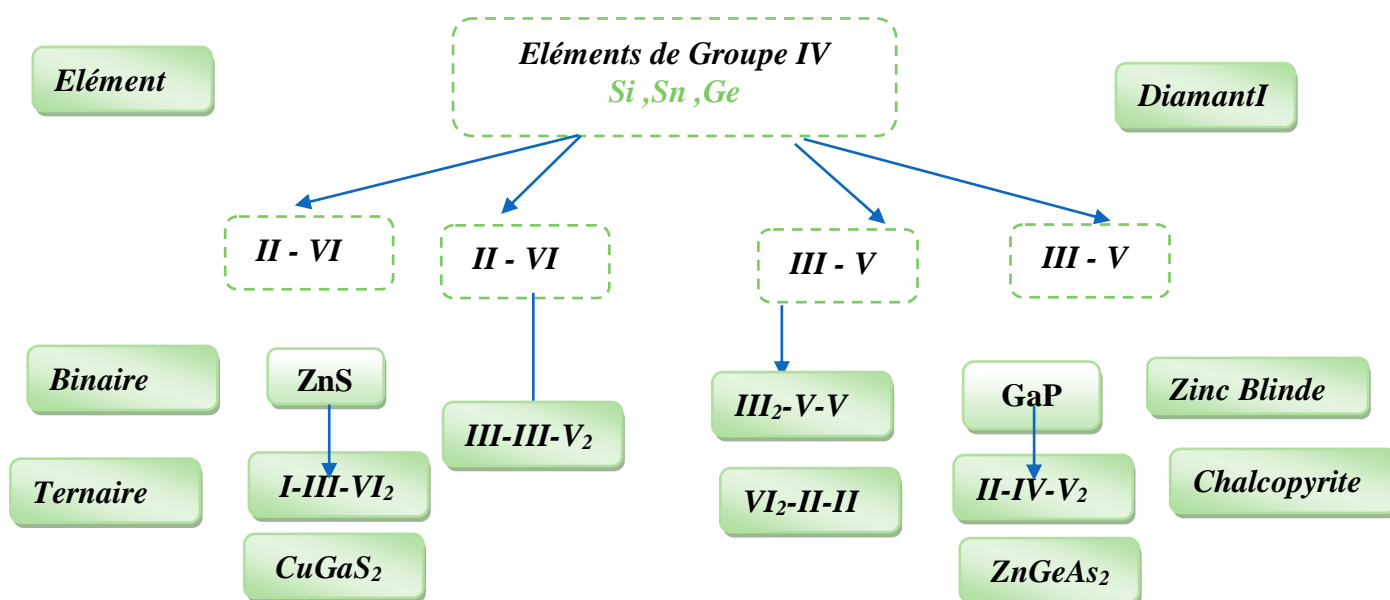 Eléments de Groupe IV
Elément
Si ,Sn ,Ge
DiamantI
II - VI
II - VI
III - V
III - V
Binaire
ZnS
III-III-V₂
III₂-V-V
GaP
Zinc Blinde
Ternaire
I-III-VI₂
VI₂-II-II
II-IV-V₂
Chalcopyrite
CuGaS₂
ZnGeAs₂